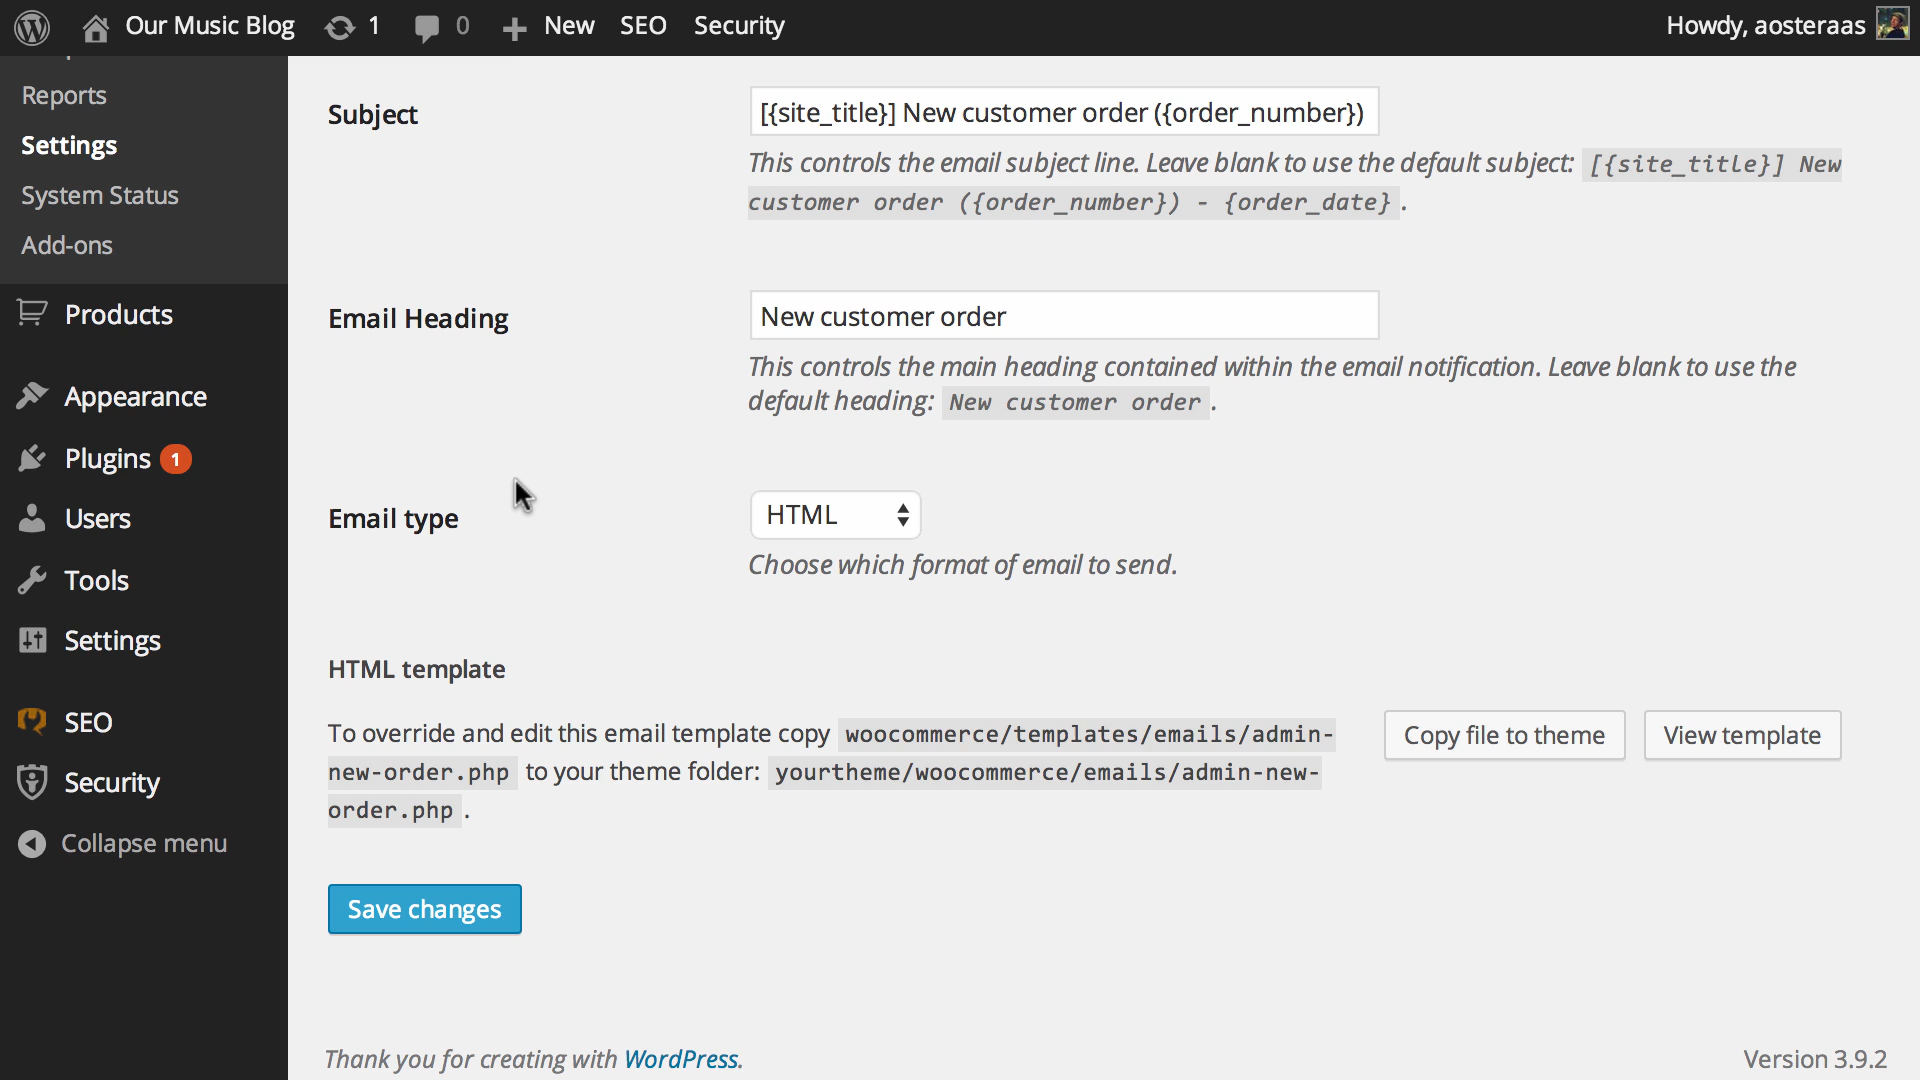 Our Music Blog 1 0 New SEO Security Howdy, aosteraas
Reports
Settings
System Status
Add-ons
Products
Appearance
Plugins 1
Users
Tools
Settings
SEO
Security
Collapse menu
Subject
[{site_title}] New customer order ({order_number})
This controls the email subject line. Leave blank to use the default subject: [{site_title}] New
customer order ({order_number}) - {order_date} .
Email Heading
New customer order
This controls the main heading contained within the email notification. Leave blank to use the
default heading: New customer order .
Email type
HTML
Choose which format of email to send.
HTML template
To override and edit this email template copy woocommerce/templates/emails/admin-
new-order.php to your theme folder: yourtheme/woocommerce/emails/admin-new-
order.php .
Copy file to theme
View template
Save changes
Thank you for creating with WordPress.
Version 3.9.2